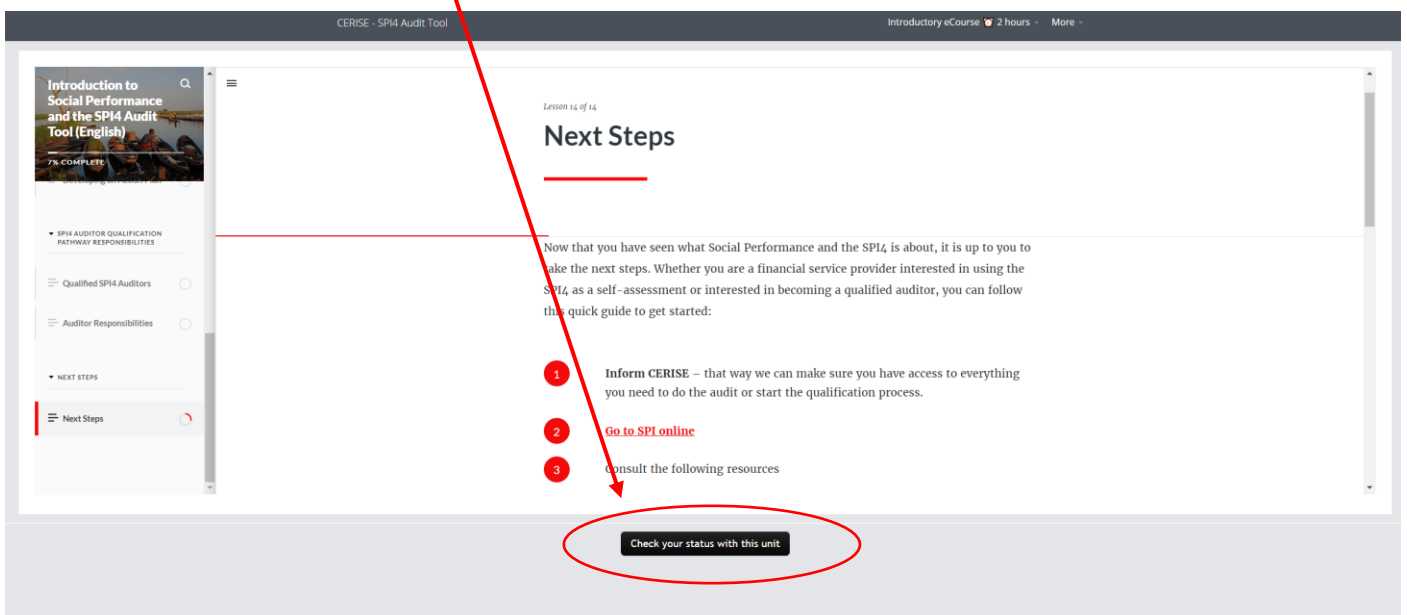 CERISE - SPI4 Audit Tool
Introductory eCourse 2 hours
More
Introduction to
Social Performance
and the SPI4 Audit
Tool (English)
7% COMPLETE
Developing an Action Plan
SPI4 AUDITOR QUALIFICATION
PATHWAY RESPONSIBILITIES
Qualified SPI4 Auditors
Auditor Responsibilities
NEXT STEPS
Next Steps
Lesson 14 of 14
Next Steps
Now that you have seen what Social Performance and the SPI4 is about, it is up to you to
take the next steps. Whether you are a financial service provider interested in using the
SPI4 as a self-assessment or interested in becoming a qualified auditor, you can follow
this quick guide to get started:
1 Inform CERISE – that way we can make sure you have access to everything
you need to do the audit or start the qualification process.
2 Go to SPI online
3 Consult the following resources
Check your status with this unit